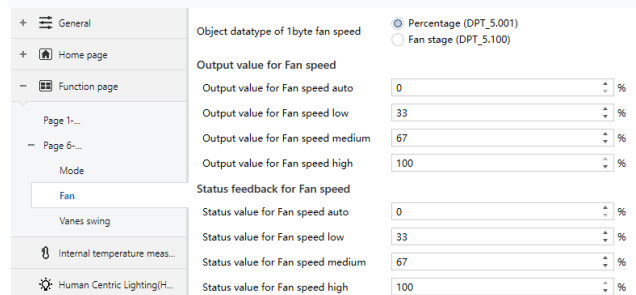 + General
+ Home page
− Function page
Page 1-...
− Page 6-...
Mode
Fan
Vanes swing
Internal temperature meas...
Human Centric Lighting(H...
Object datatype of 1byte fan speed
Percentage (DPT_5.001)
Fan stage (DPT_5.100)
Output value for Fan speed
Output value for Fan speed auto 0 %
Output value for Fan speed low 33 %
Output value for Fan speed medium 67 %
Output value for Fan speed high 100 %
Status feedback for Fan speed
Status value for Fan speed auto 0 %
Status value for Fan speed low 33 %
Status value for Fan speed medium 67 %
Status value for Fan speed high 100 %